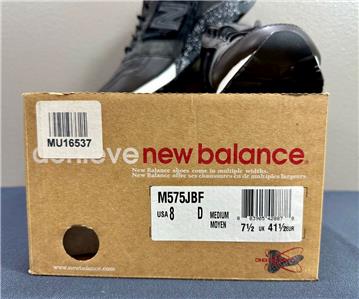 MU16537
achieve new balance.
New Balance shoes come in multiple widths.
New Balance offre ses chaussures en de multiples largeurs.
M575JBF
USA 8 D MEDIUM
MOYEN
7½ UK 41½ EUR
www.newbalance.com